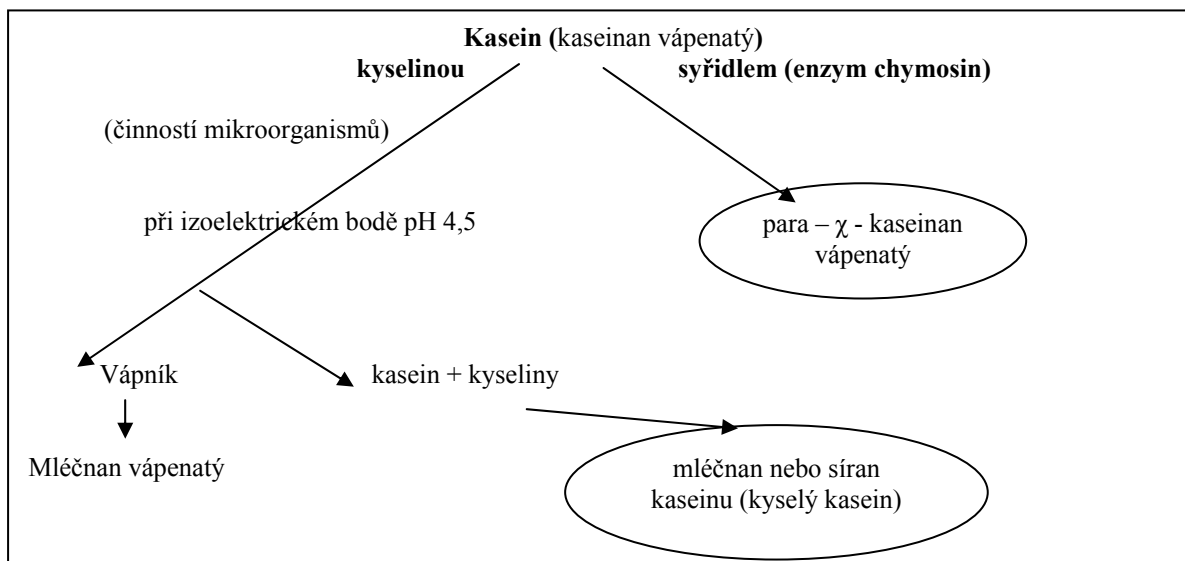 Kasein (kaseinan vápenatý)
kyselinou syřidlem (enzym chymosin)
(činností mikroorganismů)
při izoelektrickém bodě pH 4,5
para – χ - kaseinan
vápenatý
Vápník kasein + kyseliny
Mléčnan vápenatý
mléčnan nebo síran
kaseinu (kyselý kasein)